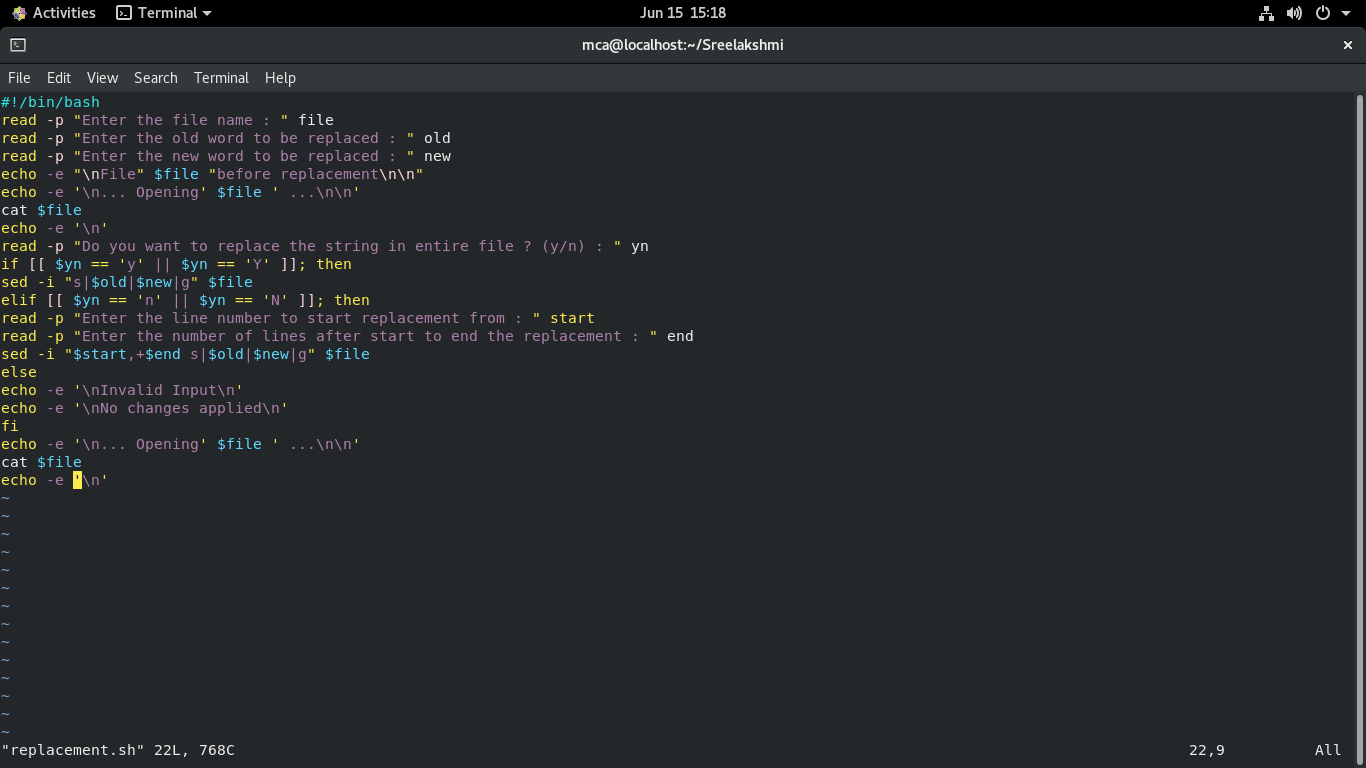 Activities Terminal Jun 15 15:18
mca@localhost:~/Sreelakshmi ×
File Edit View Search Terminal Help
#!/bin/bash
read -p "Enter the file name : " file
read -p "Enter the old word to be replaced : " old
read -p "Enter the new word to be replaced : " new
echo -e "\nFile" $file "before replacement\n\n"
echo -e '\n... Opening' $file ' ...\n\n'
cat $file
echo -e '\n'
read -p "Do you want to replace the string in entire file ? (y/n) : " yn
if [[ $yn == 'y' || $yn == 'Y' ]]; then
sed -i "s|$old|$new|g" $file
elif [[ $yn == 'n' || $yn == 'N' ]]; then
read -p "Enter the line number to start replacement from : " start
read -p "Enter the number of lines after start to end the replacement : " end
sed -i "$start,+$end s|$old|$new|g" $file
else
echo -e '\nInvalid Input\n'
echo -e '\nNo changes applied\n'
fi
echo -e '\n... Opening' $file ' ...\n\n'
cat $file
echo -e '\n'
~
~
~
~
~
~
~
~
~
~
~
~
~
~
"replacement.sh" 22L, 768C 22,9 All